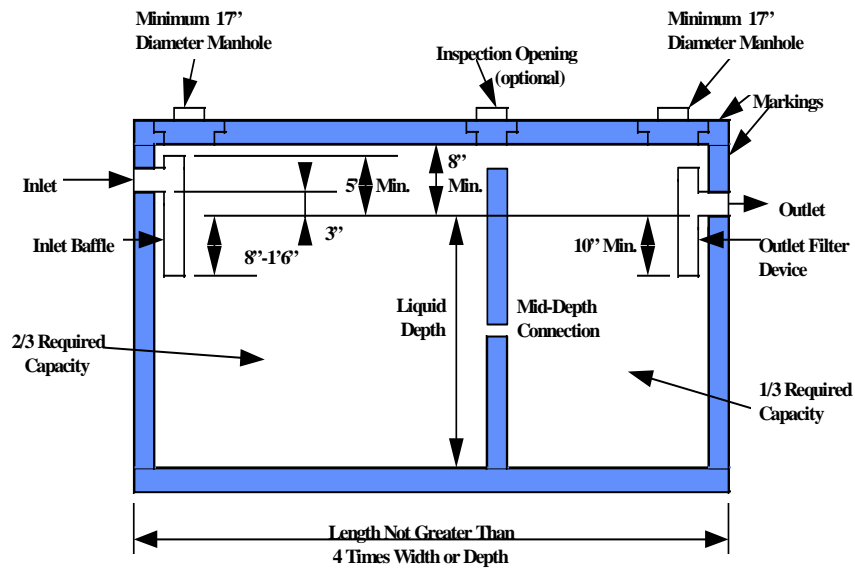 Minimum 17”
Diameter Manhole
Inspection Opening
(optional)
Minimum 17”
Diameter Manhole
Markings
Inlet
5’ Min.
8”
Min.
Outlet
Inlet Baffle
3”
8”-1’6”
10” Min.
Outlet Filter
Device
Liquid
Depth
Mid-Depth
Connection
2/3 Required
Capacity
1/3 Required
Capacity
Length Not Greater Than
4 Times Width or Depth